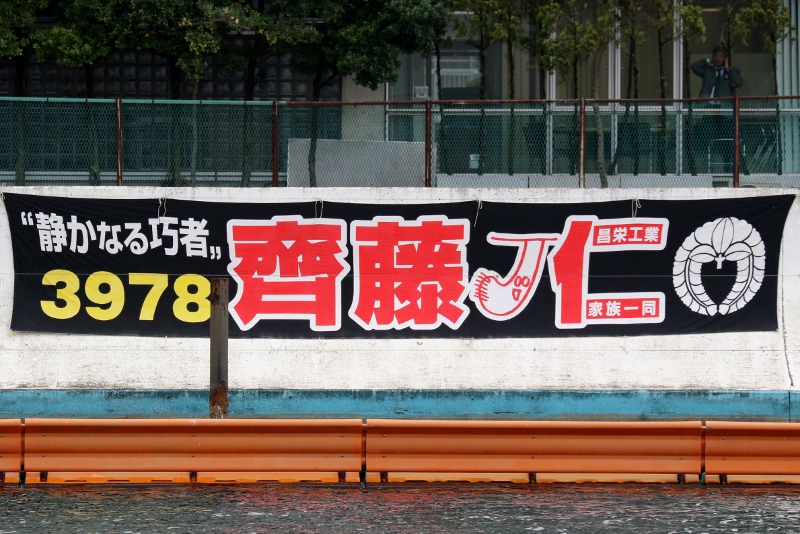 “静かなる巧者„
3978
齊藤仁
昌栄工業
家族一同